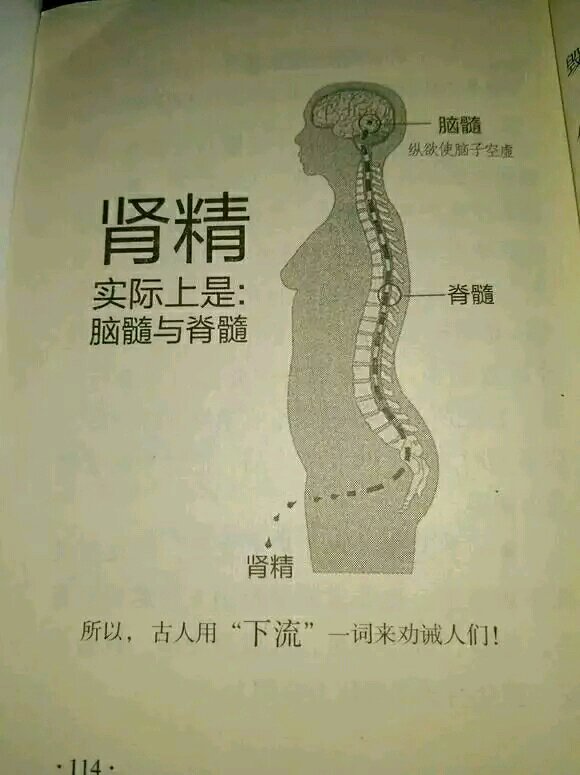 脑髓
纵欲使脑子空虚
肾精
实际上是:
脑髓与脊髓
脊髓
肾精
所以，古人用“下流”一词来劝诫人们！
·114·